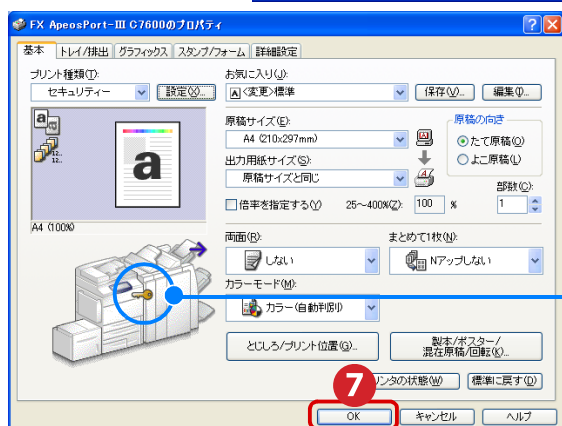 FX ApeosPort-III C7600のプロパティ
基本 トレイ/排出 グラフィックス スタンプ/フォーム 詳細設定
プリント種類(T):
セキュリティー 設定(X)...
お気に入り(J):
<変更>標準 保存(V)... 編集(I)...
原稿サイズ(E):
A4 (210x297mm)
出力用紙サイズ(S):
原稿サイズと同じ
原稿の向き
たて原稿(O)
よこ原稿(L)
倍率を指定する(Y) 25~400%(Z): 100 %
部数(C):
1
a
12..
12..
a
A4 (100%)
両面(R):
しない
まとめて1枚(N):
Nアップしない
カラーモード(M):
カラー(自動判別)
とじしろ/プリント位置(G)...
製本/ポスター/
混在原稿/回転(K)...
7
リンタの状態(W) 標準に戻す(D)
OK キャンセル ヘルプ